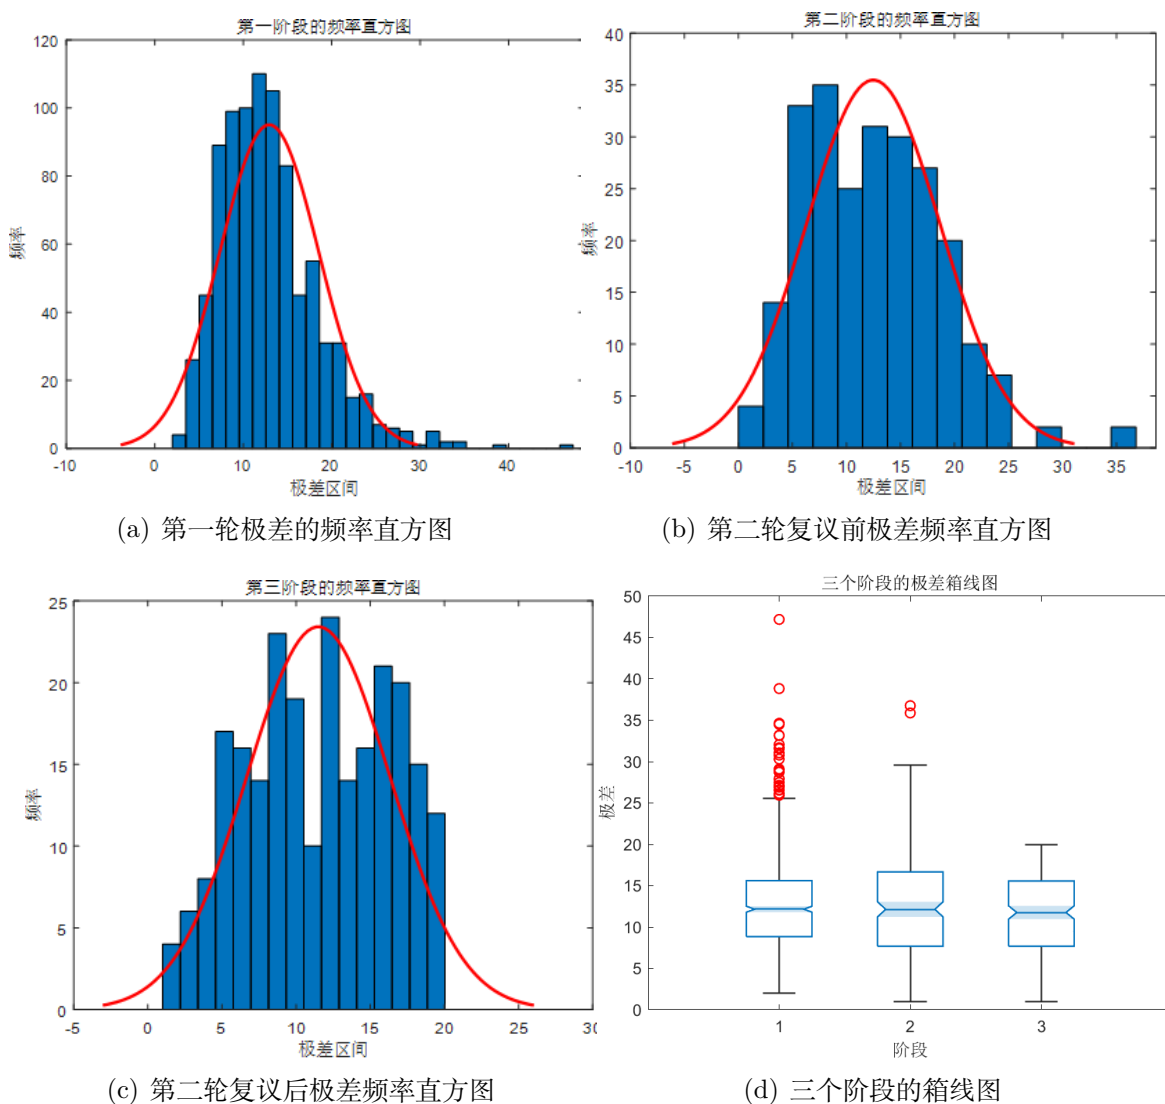 第一阶段的频率直方图
120
100
80
60
40
20
0
频率
-10 0 10 20 30 40
极差区间
(a) 第一轮极差的频率直方图
第二阶段的频率直方图
40
35
30
25
20
15
10
5
0
频率
-10 -5 0 5 10 15 20 25 30 35
极差区间
(b) 第二轮复议前极差频率直方图
第三阶段的频率直方图
25
20
15
10
5
0
频率
-5 0 5 10 15 20 25 30
极差区间
(c) 第二轮复议后极差频率直方图
三个阶段的极差箱线图
50
45
40
35
30
25
20
15
10
5
0
极差
1 2 3
阶段
(d) 三个阶段的箱线图